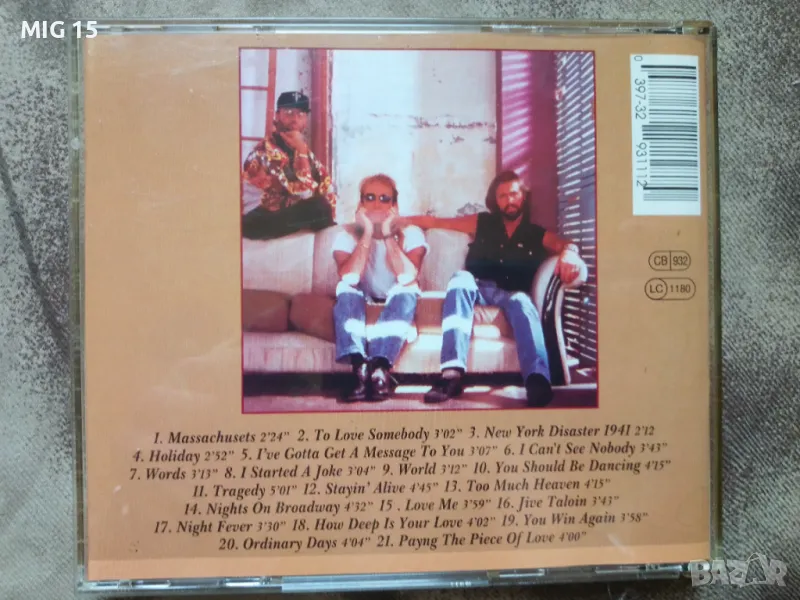 MIG 15
0 397-32 931112
CB 932
LC 1180
1. Massachusets 2'24" 2. To Love Somebody 3'02" 3. New York Disaster 1941 2'12
4. Holiday 2'52" 5. I've Gotta Get A Message To You 3'07" 6. I Can't See Nobody 3'43"
7. Words 3'13" 8. I Started A Joke 3'04" 9. World 3'12" 10. You Should Be Dancing 4'15"
11. Tragedy 5'01" 12. Stayin' Alive 4'45" 13. Too Much Heaven 4'15"
14. Nights On Broadway 4'32" 15 . Love Me 3'59" 16. Jive Taloin 3'43"
17. Night Fever 3'30" 18. How Deep Is Your Love 4'02" 19. You Win Again 3'58"
20. Ordinary Days 4'04" 21. Payng The Piece Of Love 4'00"
BAZAR